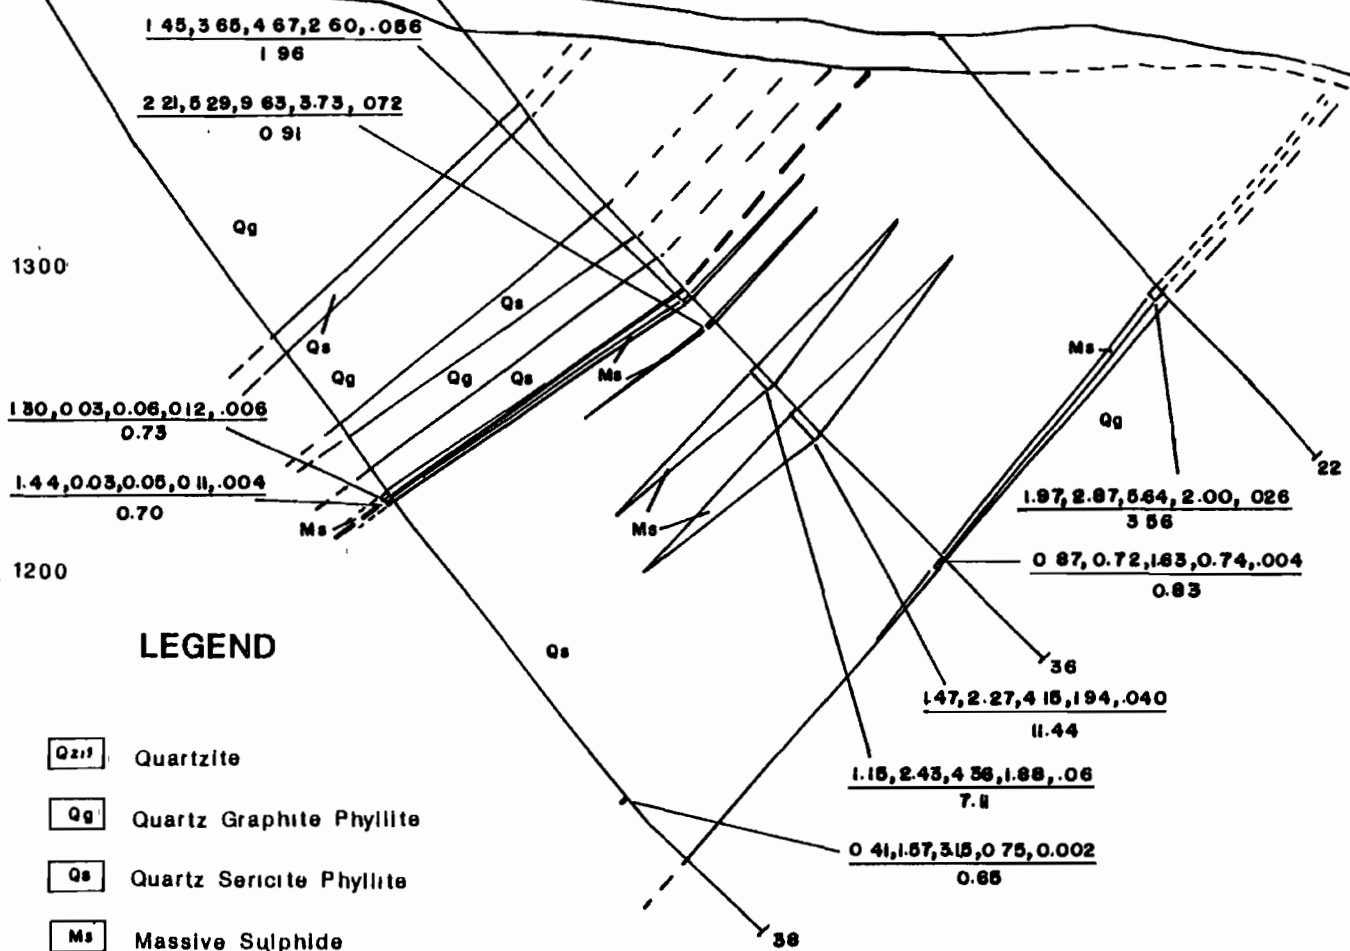 1 45,3 65,4 67,2 60,.056
1 96
2 21,5 29,9 63,3.73, 072
0 91
Qg
1300
Qs
Qs
Qg
Qg
Qs
Ms
Ms
Qg
1 30,0 03,0.06,0 12,.006
0.73
22
1.44,0.03,0.05,0 11,.004
0.70
1.97,2.87,5.64,2.00, 026
3 56
Ms
Ms
0 87,0.72,1.63,0.74,.004
0.83
1200
LEGEND
Qs
36
1.47,2.27,4 15,1 94,.040
11.44
Qzit Quartzite
1.15,2.43,4 36,1.88,.06
7.11
Qg Quartz Graphite Phyllite
0 41,1.57,3.15,0 75,0.002
0.65
Qs Quartz Sericite Phyllite
Ms Massive Sulphide
38